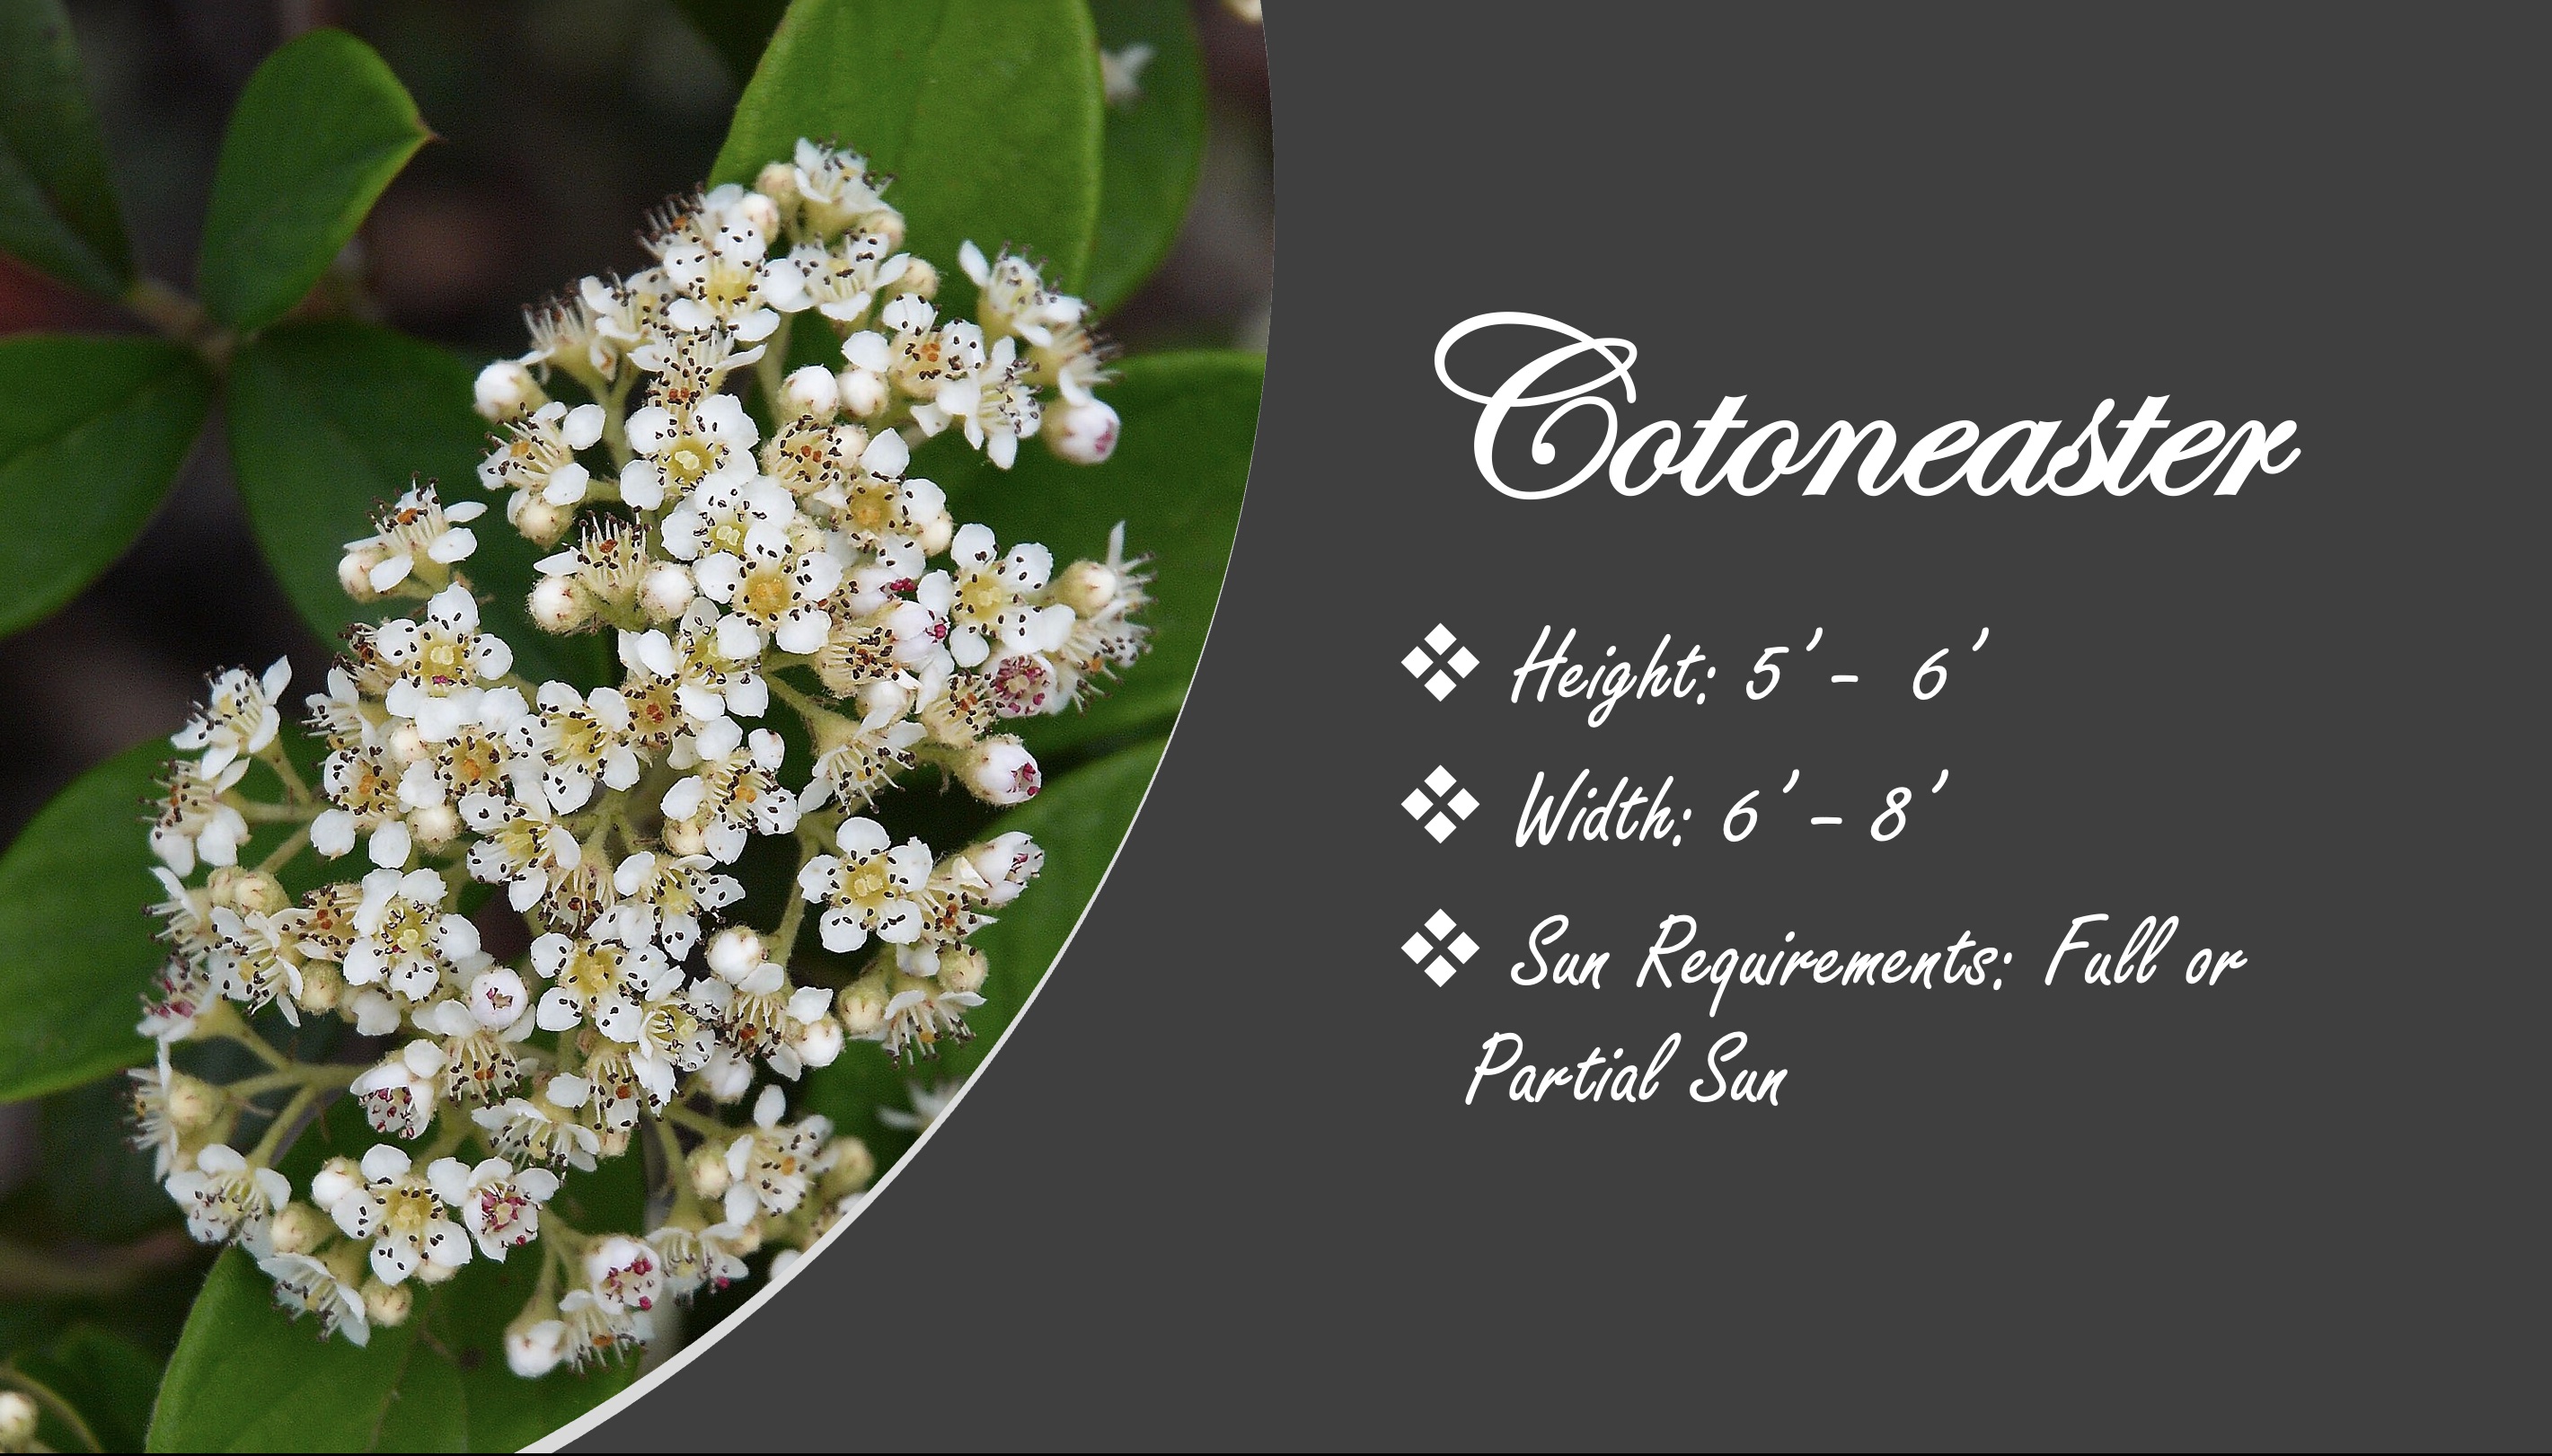 Cotoneaster
❖ Height: 5’ - 6’
❖ Width: 6’ – 8’
❖ Sun Requirements: Full or
Partial Sun